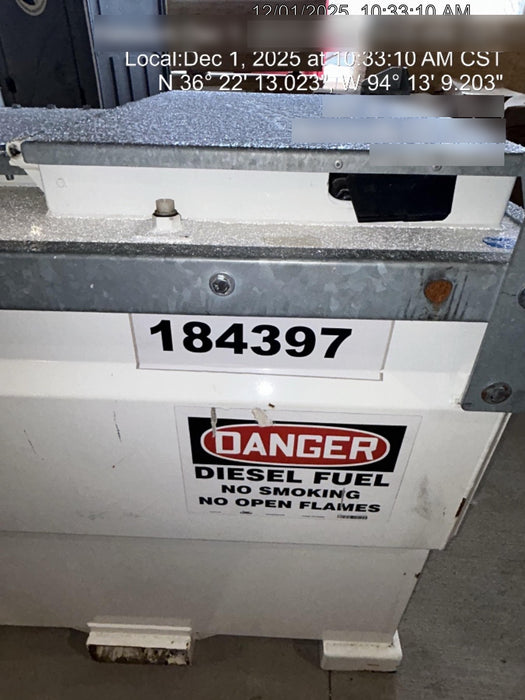 12/01/2025 10:33:10 AM
Local:Dec 1, 2025 at 10:33:10 AM CST
N 36° 22' 13.023", W 94° 13' 9.203"
184397
DANGER
DIESEL FUEL
NO SMOKING
NO OPEN FLAMES